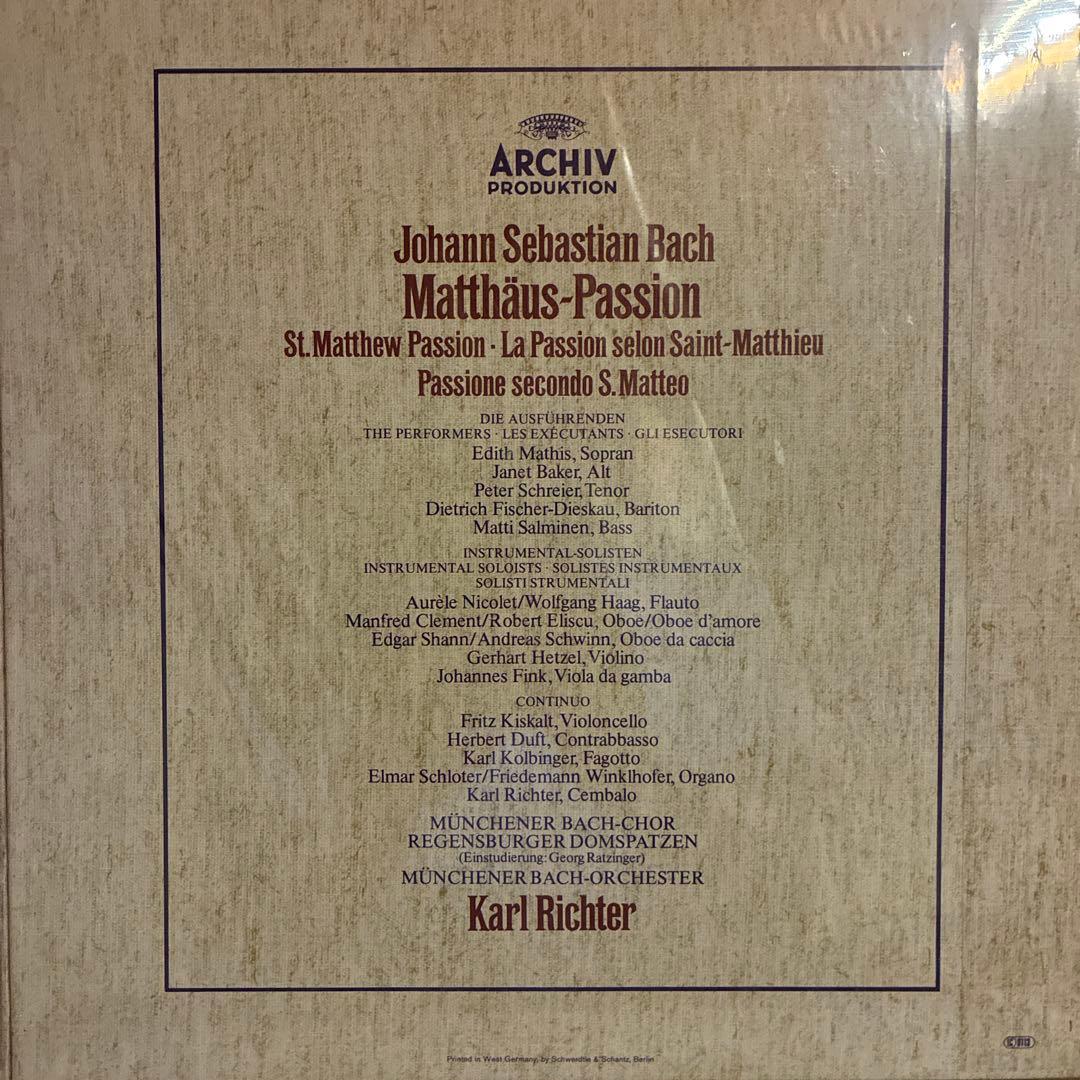 ARCHIV
PRODUKTION
Johann Sebastian Bach
Matthäus-Passion
St. Matthew Passion · La Passion selon Saint-Matthieu
Passione secondo S. Matteo
DIE AUSFÜHRENDEN
THE PERFORMERS · LES EXÉCUTANTS · GLI ESECUTORI
Edith Mathis, Sopran
Janet Baker, Alt
Peter Schreier, Tenor
Dietrich Fischer-Dieskau, Bariton
Matti Salminen, Bass
INSTRUMENTAL-SOLISTEN
INSTRUMENTAL SOLOISTS · SOLISTES INSTRUMENTAUX
SOLISTI STRUMENTALI
Aurèle Nicolet/Wolfgang Haag, Flauto
Manfred Clement/Robert Eliscu, Oboe/Oboe d'amore
Edgar Shann/Andreas Schwinn, Oboe da caccia
Gerhart Hetzel, Violino
Johannes Fink, Viola da gamba
CONTINUO
Fritz Kiskalt, Violoncello
Herbert Duft, Contrabbasso
Karl Kolbinger, Fagotto
Elmar Schloter/Friedemann Winklhofer, Organo
Karl Richter, Cembalo
MÜNCHENER BACH-CHOR
REGENSBURGER DOMSPATZEN
(Einstudierung: Georg Ratzinger)
MÜNCHENER BACH-ORCHESTER
Karl Richter
Printed in West Germany, by Schwerdtle & Schantz, Berlin